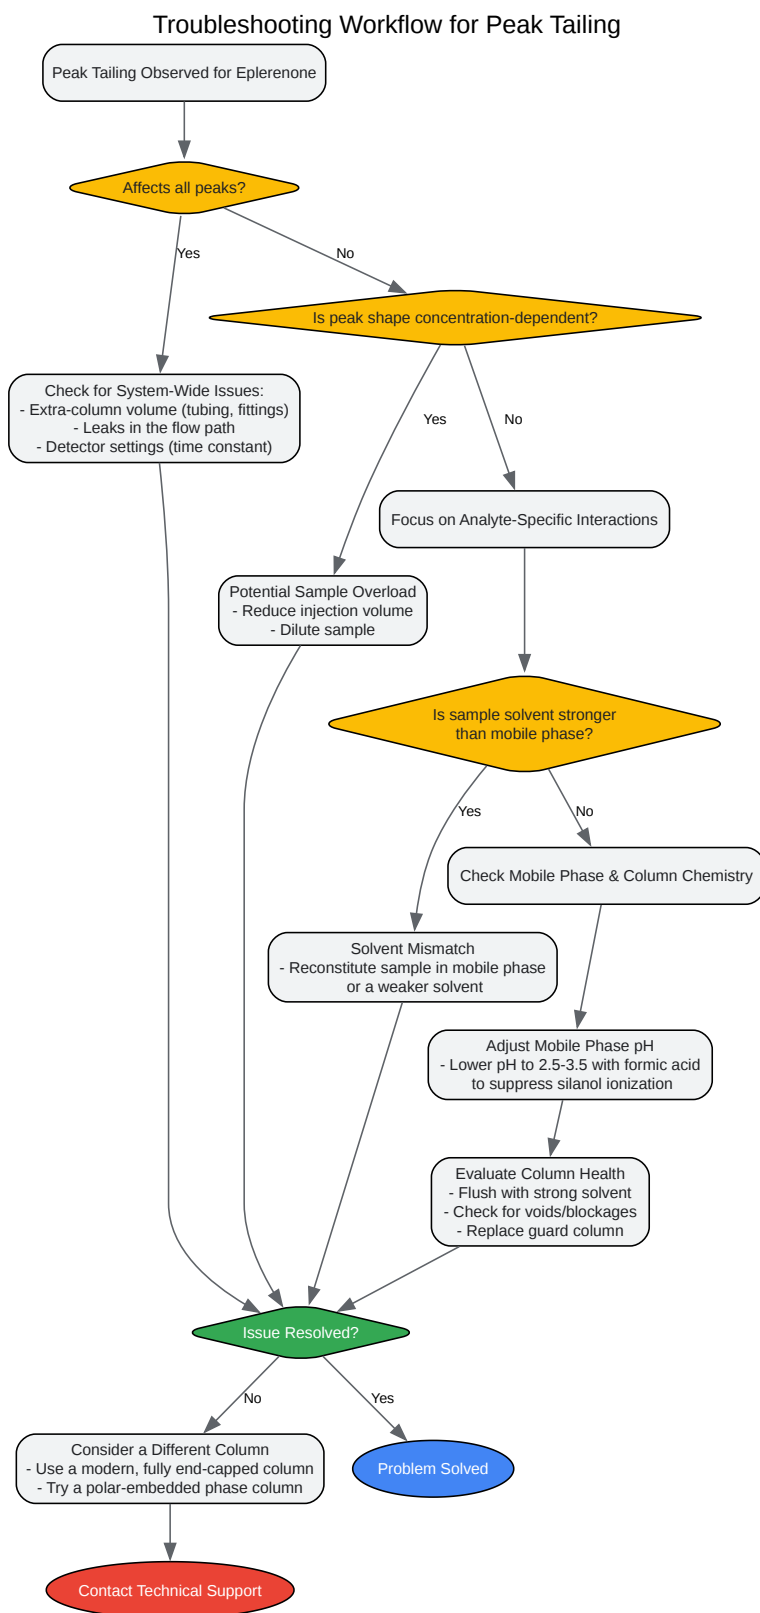 Troubleshooting Workflow for Peak Tailing
Peak Tailing Observed for Eplerenone
Affects all peaks?
Yes
No
Is peak shape concentration-dependent?
Check for System-Wide Issues:
- Extra-column volume (tubing, fittings)
- Leaks in the flow path
- Detector settings (time constant)
Yes
No
Focus on Analyte-Specific Interactions
Potential Sample Overload
- Reduce injection volume
- Dilute sample
Is sample solvent stronger
than mobile phase?
Yes
No
Check Mobile Phase & Column Chemistry
Solvent Mismatch
- Reconstitute sample in mobile phase
or a weaker solvent
Adjust Mobile Phase pH
- Lower pH to 2.5-3.5 with formic acid
to suppress silanol ionization
Evaluate Column Health
- Flush with strong solvent
- Check for voids/blockages
- Replace guard column
Issue Resolved?
No
Yes
Consider a Different Column
- Use a modern, fully end-capped column
- Try a polar-embedded phase column
Problem Solved
Contact Technical Support